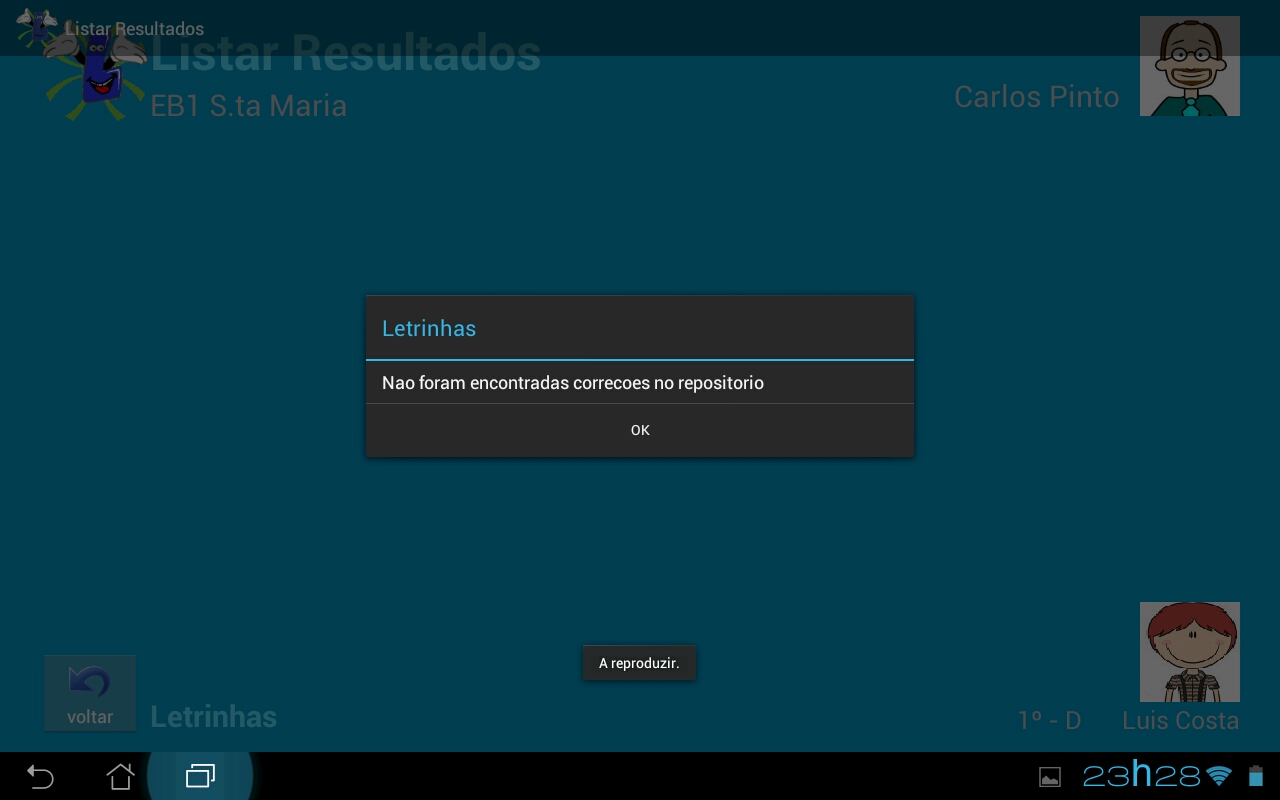 Listar Resultados
Listar Resultados
EB1 S.ta Maria
Carlos Pinto
Letrinhas
Nao foram encontradas correcoes no repositorio
OK
A reproduzir.
voltar
Letrinhas
1º - D
Luis Costa
23h28